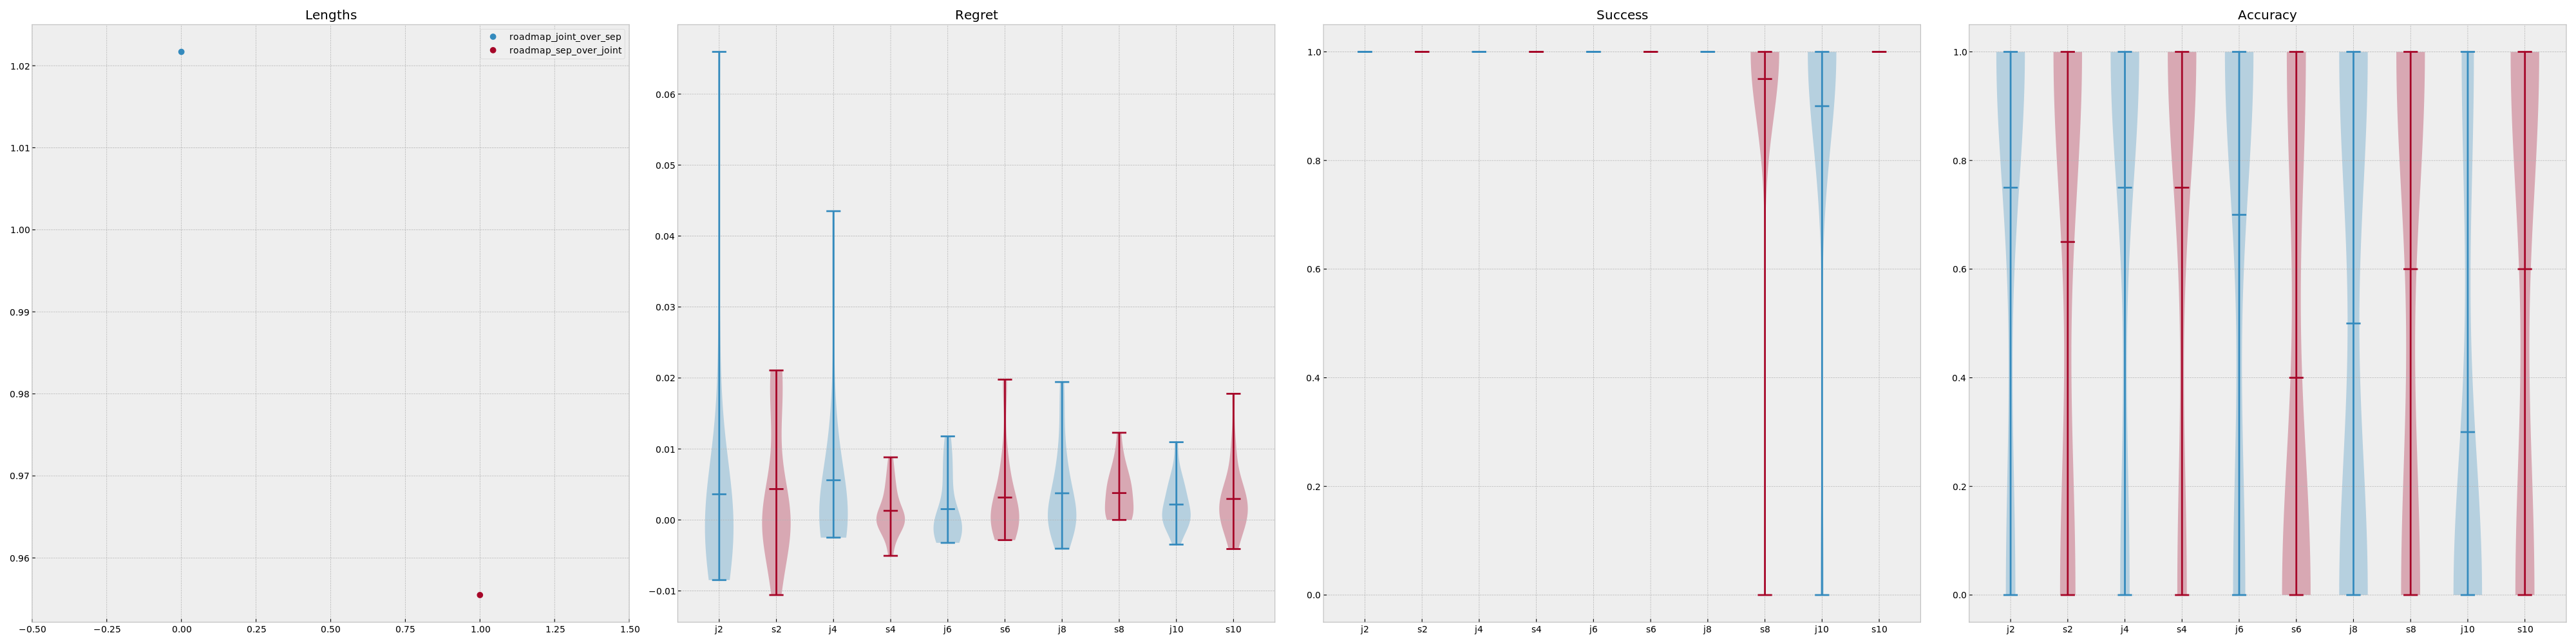 Lengths
1.02
1.01
1.00
0.99
0.98
0.97
0.96
−0.50
−0.25
0.00
0.25
0.50
0.75
1.00
1.25
1.50
roadmap_joint_over_sep
roadmap_sep_over_joint
Regret
0.06
0.05
0.04
0.03
0.02
0.01
0.00
−0.01
j2
s2
j4
s4
j6
s6
j8
s8
j10
s10
Success
1.0
0.8
0.6
0.4
0.2
0.0
j2
s2
j4
s4
j6
s6
j8
s8
j10
s10
Accuracy
1.0
0.8
0.6
0.4
0.2
0.0
j2
s2
j4
s4
j6
s6
j8
s8
j10
s10